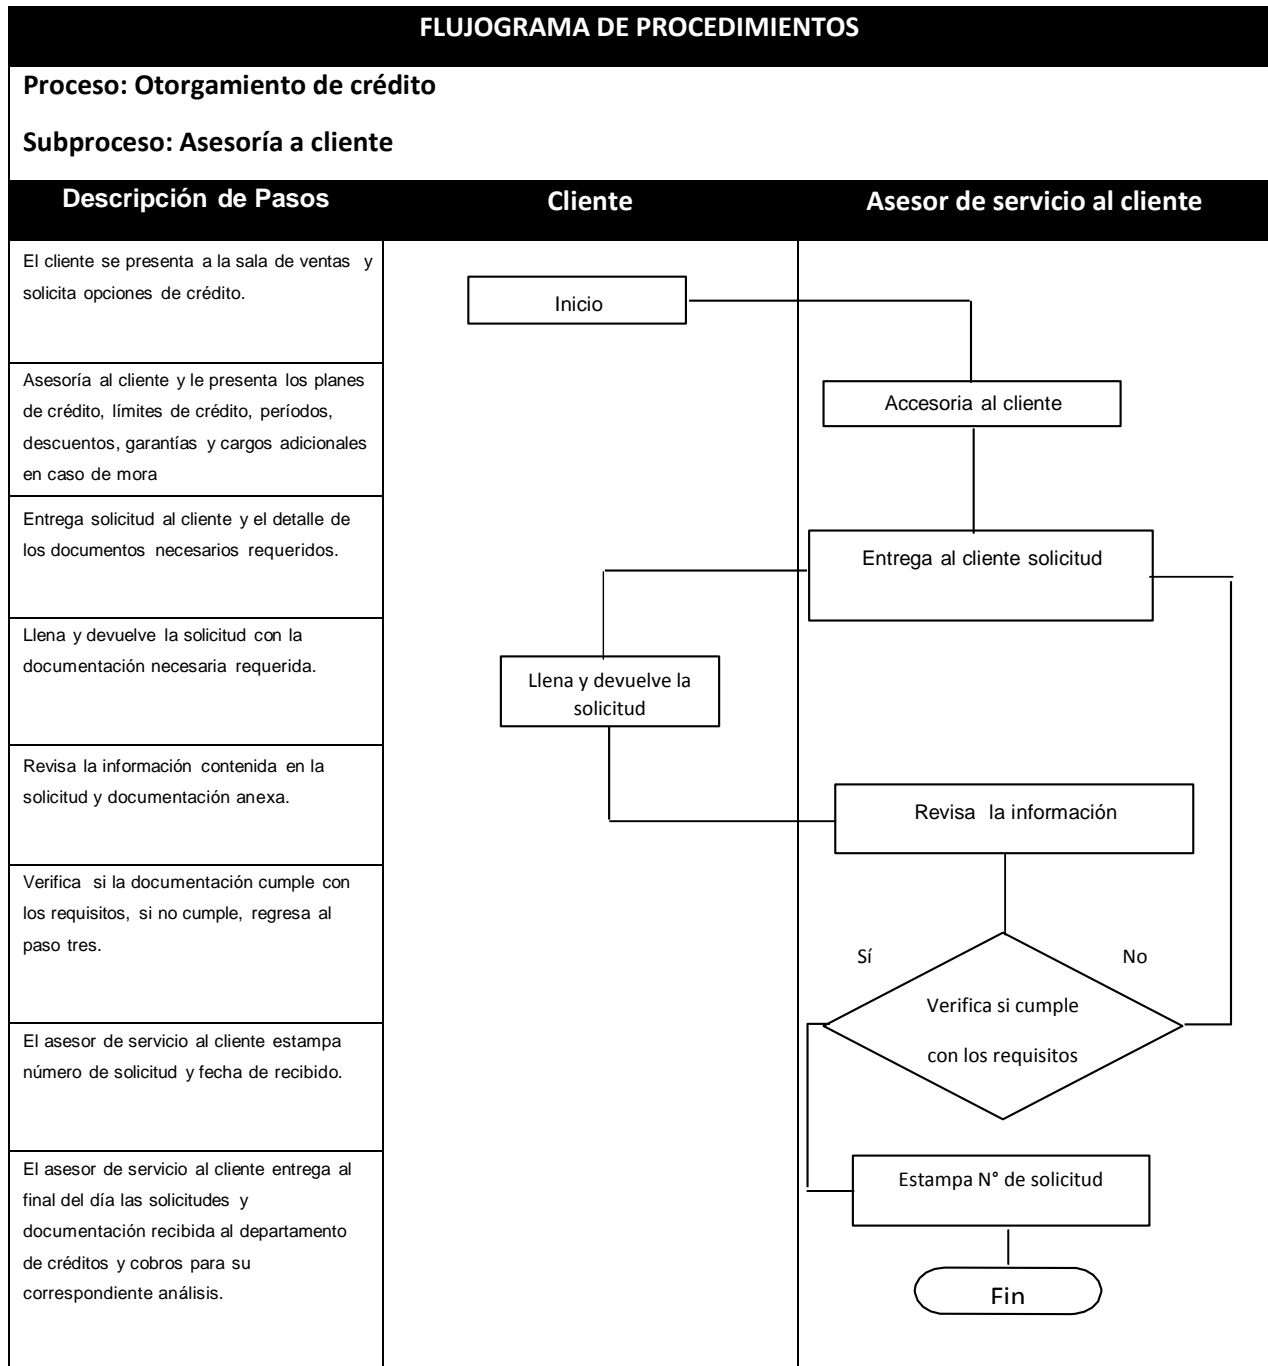 FLUJOGRAMA DE PROCEDIMIENTOS
Proceso: Otorgamiento de crédito
Subproceso: Asesoría a cliente
Descripción de Pasos
Cliente
Asesor de servicio al cliente
El cliente se presenta a la sala de ventas y
solicita opciones de crédito.
Inicio
Asesoría al cliente y le presenta los planes
de crédito, límites de crédito, períodos,
descuentos, garantías y cargos adicionales
en caso de mora
Accesoria al cliente
Entrega solicitud al cliente y el detalle de
los documentos necesarios requeridos.
Entrega al cliente solicitud
Llena y devuelve la solicitud con la
documentación necesaria requerida.
Llena y devuelve la
solicitud
Revisa la información contenida en la
solicitud y documentación anexa.
Revisa la información
Verifica si la documentación cumple con
los requisitos, si no cumple, regresa al
paso tres.
Sí
No
Verifica si cumple
con los requisitos
El asesor de servicio al cliente estampa
número de solicitud y fecha de recibido.
El asesor de servicio al cliente entrega al
final del día las solicitudes y
documentación recibida al departamento
de créditos y cobros para su
correspondiente análisis.
Estampa N° de solicitud
Fin